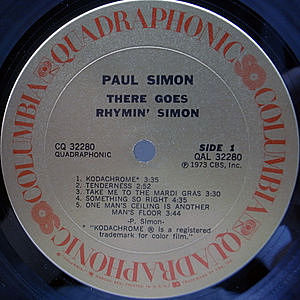 COLUMBIA
QUADRAPHONIC
COLUMBIA
QUADRAPHONIC
PAUL SIMON
THERE GOES
RHYMIN' SIMON
CQ 32280
QUADRAPHONIC
SIDE 1
QAL 32280
℗ 1973 CBS, Inc.
1. KODACHROME* 3:35
2. TENDERNESS 2:52
3. TAKE ME TO THE MARDI GRAS 3:30
4. SOMETHING SO RIGHT 4:35
5. ONE MAN'S CEILING IS ANOTHER
MAN'S FLOOR 3:44
-P. Simon-
*"KODACHROME ® is a registered
trademark for color film."